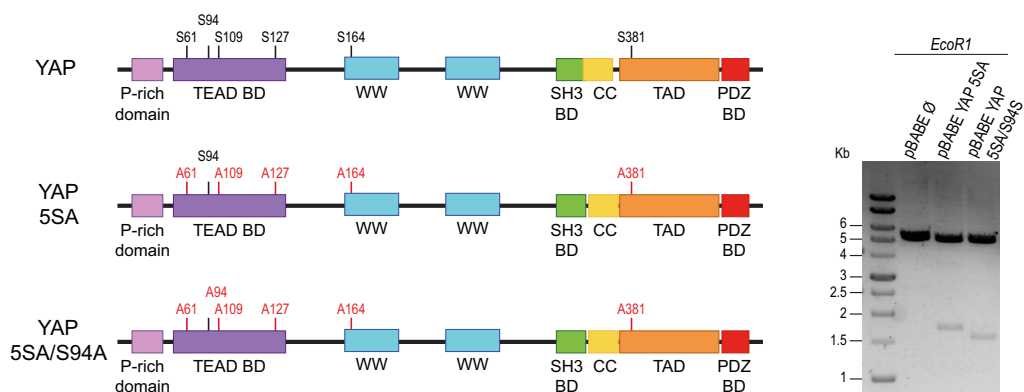 S94
S61 S109 S127 S164 S381
YAP
P-rich
domain
TEAD BD
WW
WW
SH3
BD
CC
TAD
PDZ
BD
S94
A61 A109 A127 A164 A381
YAP
5SA
P-rich
domain
TEAD BD
WW
WW
SH3
BD
CC
TAD
PDZ
BD
A94
A61 A109 A127 A164 A381
YAP
5SA/S94A
P-rich
domain
TEAD BD
WW
WW
SH3
BD
CC
TAD
PDZ
BD
EcoR1
pBABE Ø
pBABE YAP 5SA
pBABE YAP
5SA/S94S
Kb
6
5
4
3
2.5
2
1.5
1